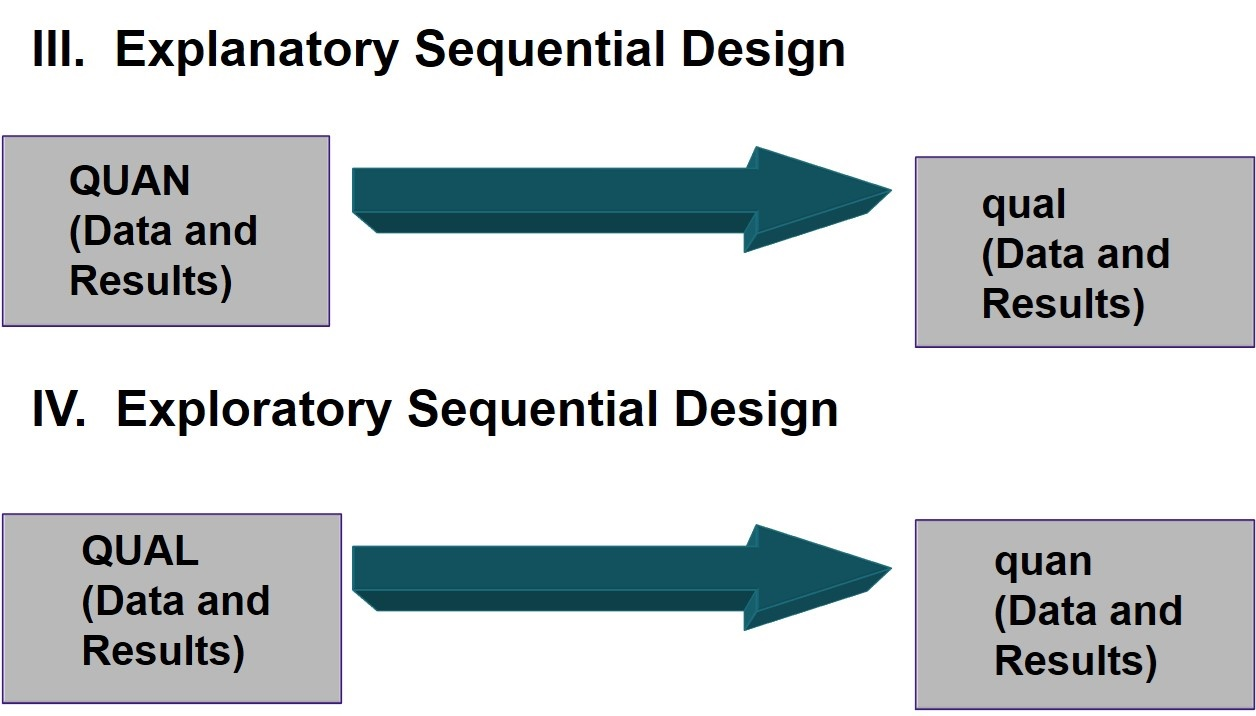 III. Explanatory Sequential Design
QUAN
(Data and
Results)
qual
(Data and
Results)
IV. Exploratory Sequential Design
QUAL
(Data and
Results)
quan
(Data and
Results)